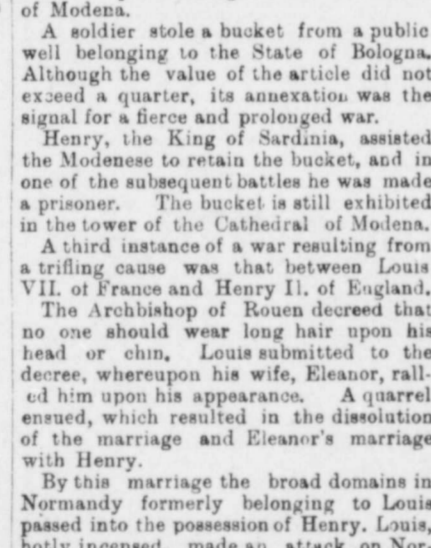 of Modena.
A soldier stole a bucket from a public
well belonging to the State of Bologna.
Although the value of the article did not
exceed a quarter, its annexation was the
signal for a fierce and prolonged war.
Henry, the King of Sardinia, assisted
the Modenese to retain the bucket, and in
one of the subsequent battles he was made
a prisoner. The bucket is still exhibited
in the tower of the Cathedral of Modena.
A third instance of a war resulting from
a trifling cause was that between Louis
VII. of France and Henry II. of England.
The Archbishop of Rouen decreed that
no one should wear long hair upon his
head or chin. Louis submitted to the
decree, whereupon his wife, Eleanor, rall-
ed him upon his appearance. A quarrel
ensued, which resulted in the dissolution
of the marriage and Eleanor's marriage
with Henry.
By this marriage the broad domains in
Normandy formerly belonging to Louis
passed into the possession of Henry. Louis,
hotly incensed, made an attack on Nor-